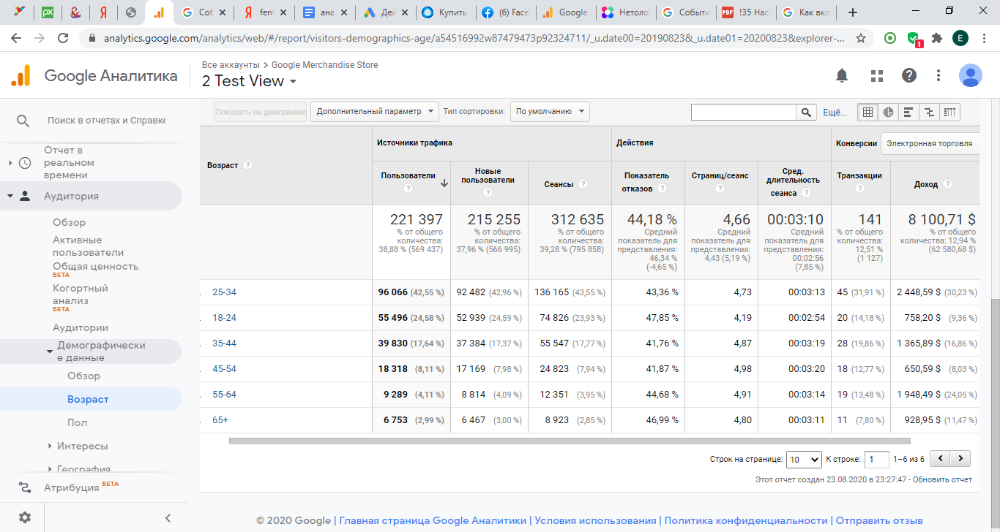 Соб
fem
ана
Дей
Купить
(6) Face
Google
Нетоло
Событи
!35 Нас
Как вкл
analytics.google.com/analytics/web/#/report/visitors-demographics-age/a54516992w87479473p92324711/_u.date00=20190823&_u.date01=20200823&explorer-...
Google Аналитика
Все аккаунты > Google Merchandise Store
2 Test View
Поиск в отчетах и Справке
Отчет в
реальном
времени
Аудитория
Обзор
Активные
пользователи
Общая ценность
БЕТА
Когортный
анализ
БЕТА
Аудитории
Демографически
е данные
Обзор
Возраст
Пол
Интересы
География
Атрибуция БЕТА
Показать на диаграмме
Дополнительный параметр
Тип сортировки:
По умолчанию
Ещё...
Возраст ?
Источники трафика
Действия
Конверсии
Электронная торговля
Пользователи ?
Новые
пользователи ?
Сеансы ?
Показатель
отказов ?
Страниц/сеанс ?
Сред.
длительность
сеанса ?
Транзакции ?
Доход ?
221 397
% от общего
количества:
38,88 % (569 437)
215 255
% от общего
количества:
37,96 % (566 995)
312 635
% от общего
количества:
39,28 % (795 858)
44,18 %
Средний
показатель для
представления:
46,34 %
(-4,65 %)
4,66
Средний
показатель для
представления:
4,43 (5,19 %)
00:03:10
Средний
показатель для
представления:
00:02:56
(7,85 %)
141
% от общего
количества:
12,51 %
(1 127)
8 100,71 $
% от общего
количества: 12,94 %
(62 580,68 $)
25-34 96 066 (42,55 %) 92 482 (42,96 %) 136 165 (43,55 %) 43,36 % 4,73 00:03:13 45 (31,91 %) 2 448,59 $ (30,23 %)
18-24 55 496 (24,58 %) 52 939 (24,59 %) 74 826 (23,93 %) 47,85 % 4,19 00:02:54 20 (14,18 %) 758,20 $ (9,36 %)
35-44 39 830 (17,64 %) 37 384 (17,37 %) 55 547 (17,77 %) 41,76 % 4,87 00:03:19 28 (19,86 %) 1 365,89 $ (16,86 %)
45-54 18 318 (8,11 %) 17 169 (7,98 %) 24 823 (7,94 %) 41,87 % 4,98 00:03:20 18 (12,77 %) 650,59 $ (8,03 %)
55-64 9 289 (4,11 %) 8 814 (4,09 %) 12 351 (3,95 %) 44,68 % 4,91 00:03:14 19 (13,48 %) 1 948,49 $ (24,05 %)
65+ 6 753 (2,99 %) 6 467 (3,00 %) 8 923 (2,85 %) 46,99 % 4,80 00:03:11 11 (7,80 %) 928,95 $ (11,47 %)
Строк на странице: 10 К строке: 1 1–6 из 6
Этот отчет создан 23.08.2020 в 23:27:47 - Обновить отчет
© 2020 Google | Главная страница Google Аналитики | Условия использования | Политика конфиденциальности | Отправить отзыв